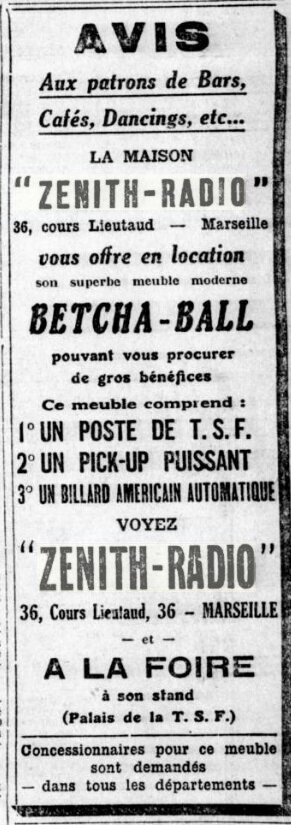 AVIS
Aux patrons de Bars,
Cafés, Dancings, etc...
LA MAISON
"ZENITH-RADIO"
36, cours Lieutaud — Marseille
vous offre en location
son superbe meuble moderne
BETCHA-BALL
pouvant vous procurer
de gros bénéfices
Ce meuble comprend :
1° UN POSTE DE T. S. F.
2° UN PICK-UP PUISSANT
3° UN BILLARD AMERICAIN AUTOMATIQUE
VOYEZ
"ZENITH-RADIO"
36, Cours Lieutaud, 36 - MARSEILLE
— et —
A LA FOIRE
à son stand
(Palais de la T. S. F.)
Concessionnaires pour ce meuble
sont demandés
— dans tous les départements —